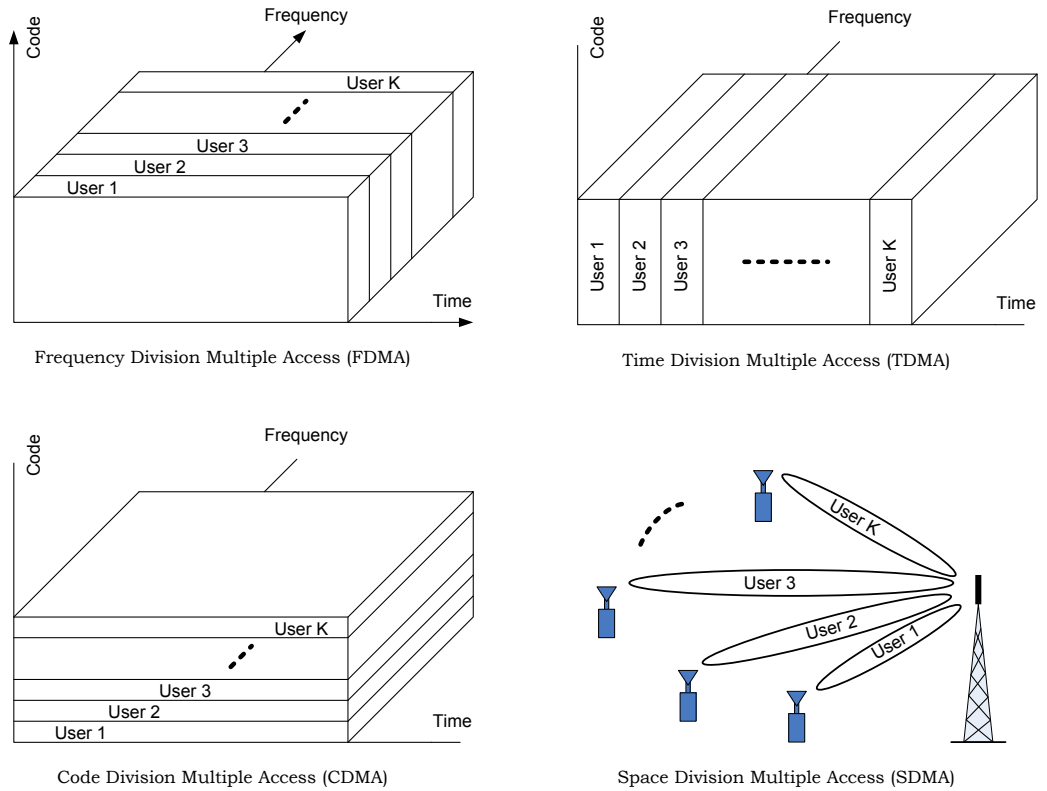 Code
Frequency
User K
User 3
User 2
User 1
Time
Frequency Division Multiple Access (FDMA)
Code
Frequency
User 1
User 2
User 3
User K
Time
Time Division Multiple Access (TDMA)
Code
Frequency
User K
User 3
User 2
User 1
Time
Code Division Multiple Access (CDMA)
User K
User 3
User 2
User 1
Space Division Multiple Access (SDMA)